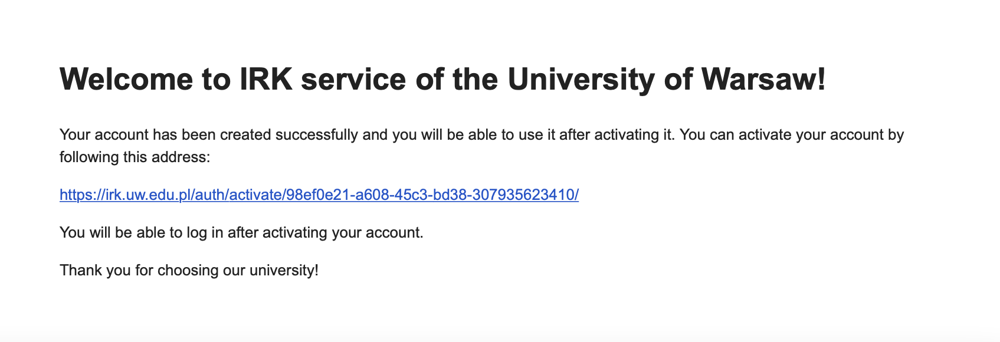 Welcome to IRK service of the University of Warsaw!
Your account has been created successfully and you will be able to use it after activating it. You can activate your account by
following this address:
https://irk.uw.edu.pl/auth/activate/98ef0e21-a608-45c3-bd38-307935623410/
You will be able to log in after activating your account.
Thank you for choosing our university!